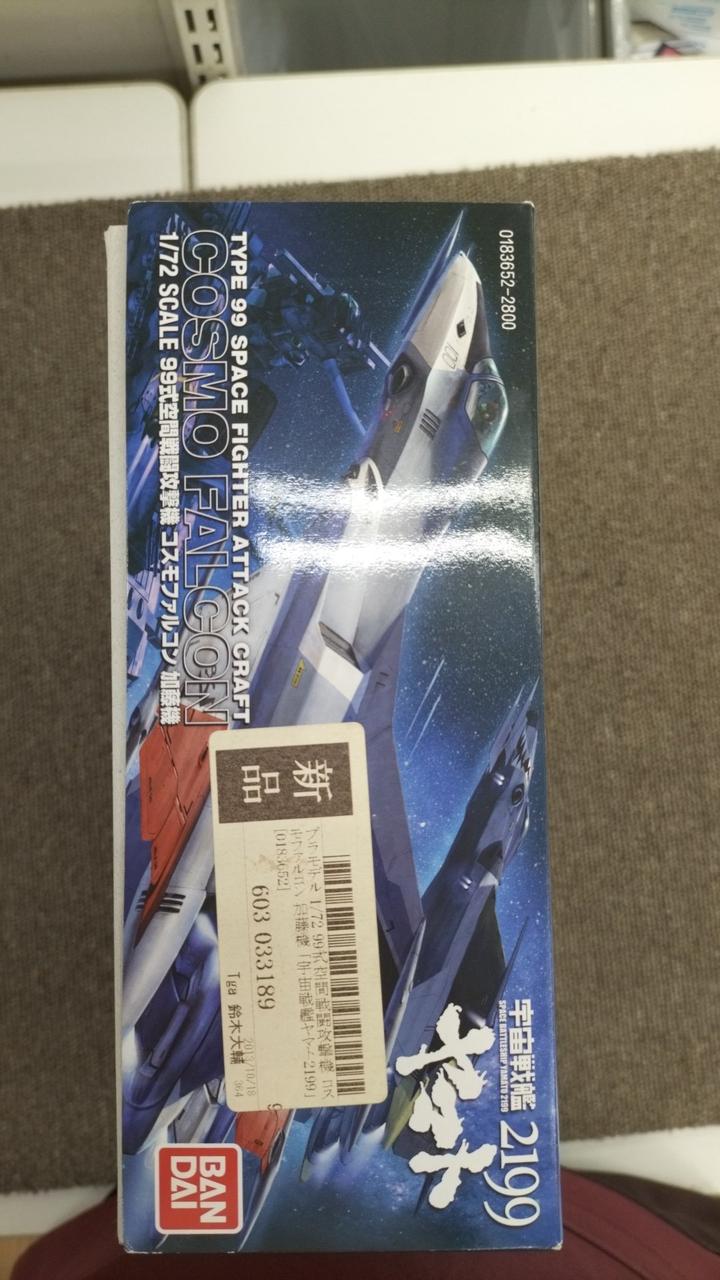 0183652-2800
TYPE 99 SPACE FIGHTER ATTACK CRAFT
COSMO FALCON
1/72 SCALE 99式空間戦闘攻撃機 コスモファルコン 加藤機
宇宙戦艦
SPACE BATTLESHIP YAMATO 2199
ヤマト 2199
新品
プラモデル 1/72 99式空間戦闘攻撃機 コス
モファルコン 加藤機 「宇宙戦艦ヤマト2199」
[0183652]
603 033189
Tga 鈴木大輔
064
BAN
DAI